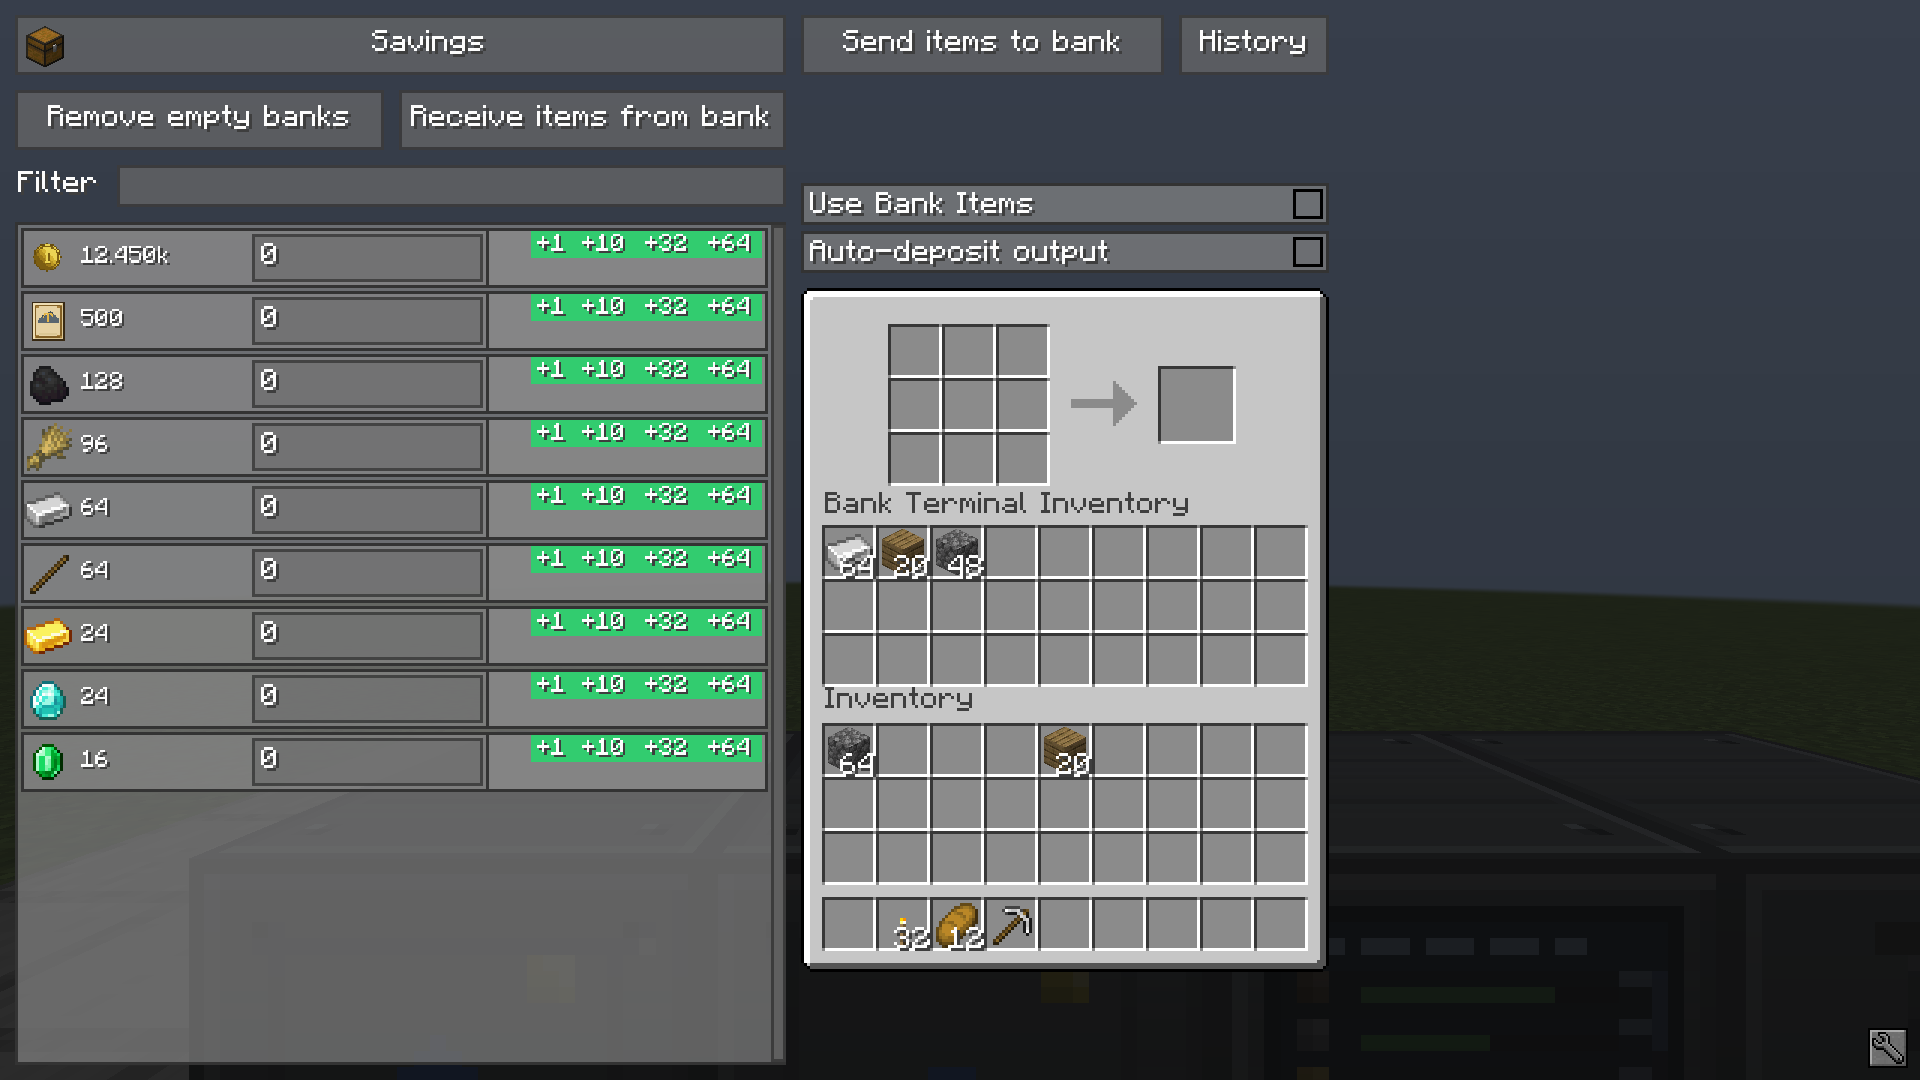 Savings
Send items to bank
History
Remove empty banks
Receive items from bank
Filter
Use Bank Items
Auto-deposit output
12.450k 0 +1 +10 +32 +64
500 0 +1 +10 +32 +64
128 0 +1 +10 +32 +64
96 0 +1 +10 +32 +64
64 0 +1 +10 +32 +64
64 0 +1 +10 +32 +64
24 0 +1 +10 +32 +64
24 0 +1 +10 +32 +64
16 0 +1 +10 +32 +64
Bank Terminal Inventory
64 20 48
Inventory
64 20
32 12